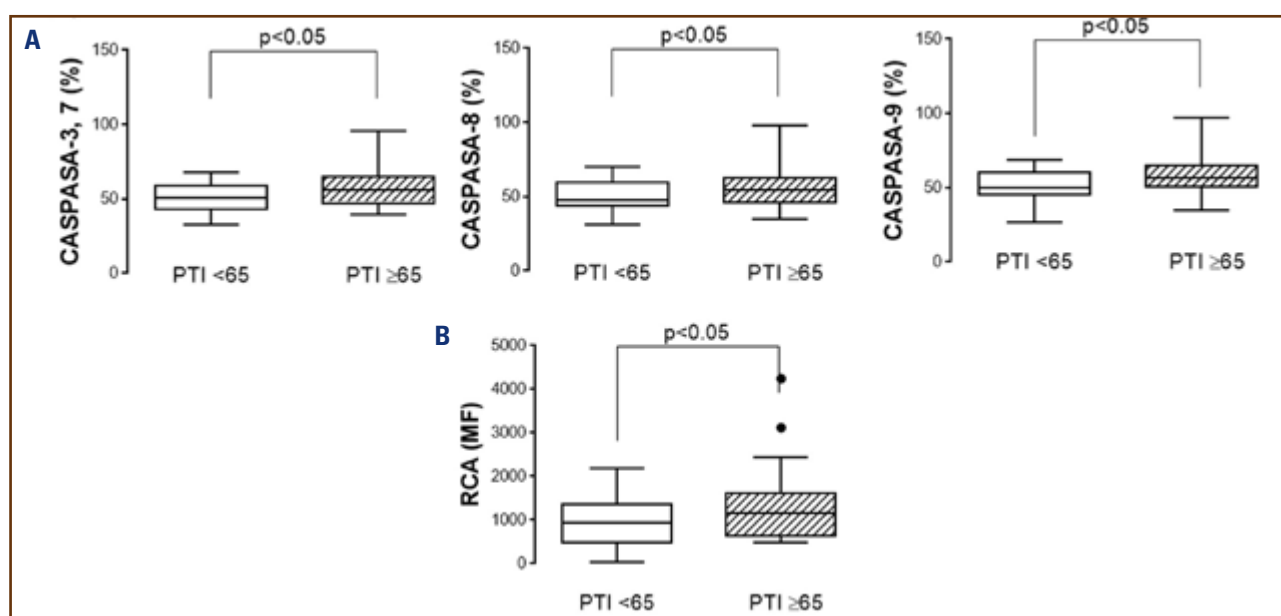 A
p<0.05
CASPASA-3, 7 (%)
150
100
50
0
PTI <65 PTI ≥65
p<0.05
CASPASA-8 (%)
150
100
50
0
PTI <65 PTI ≥65
p<0.05
CASPASA-9 (%)
150
100
50
0
PTI <65 PTI ≥65
B
p<0.05
RCA (MF)
5000
4000
3000
2000
1000
0
PTI <65 PTI ≥65